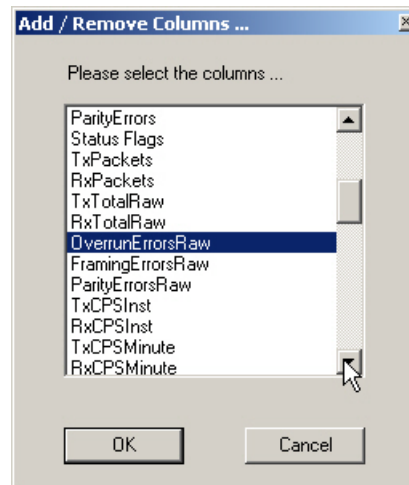 Add / Remove Columns ...
Please select the columns ...
ParityErrors
Status Flags
TxPackets
RxPackets
TxTotalRaw
RxTotalRaw
OverrunErrorsRaw
FramingErrorsRaw
ParityErrorsRaw
TxCPSInst
RxCPSInst
TxCPSMinute
RxCPSMinute
OK Cancel